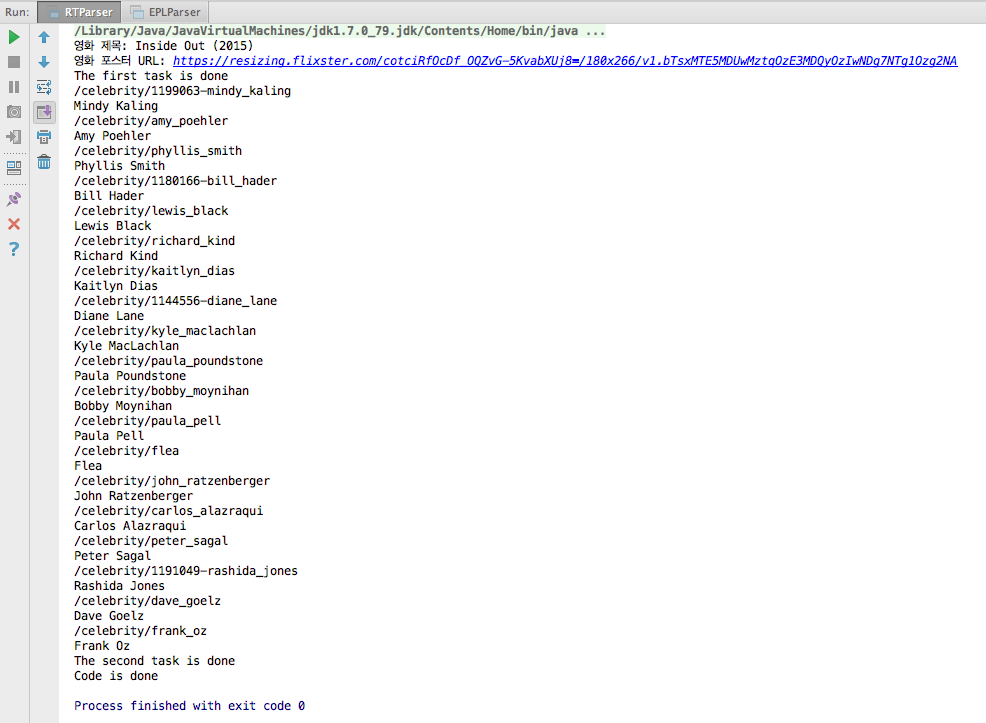 Run: RTParser EPLParser
/Library/Java/JavaVirtualMachines/jdk1.7.0_79.jdk/Contents/Home/bin/java ...
영화 제목: Inside Out (2015)
영화 포스터 URL: https://resizing.flixster.com/cotciRfOcDf_OQZvG-5KvabXUj8=/180x266/v1.bTsxMTE5MDUwMztqOzE3MDQyOzIwNDg7NTg1Ozg2NA
The first task is done
/celebrity/1199063-mindy_kaling
Mindy Kaling
/celebrity/amy_poehler
Amy Poehler
/celebrity/phyllis_smith
Phyllis Smith
/celebrity/1180166-bill_hader
Bill Hader
/celebrity/lewis_black
Lewis Black
/celebrity/richard_kind
Richard Kind
/celebrity/kaitlyn_dias
Kaitlyn Dias
/celebrity/1144556-diane_lane
Diane Lane
/celebrity/kyle_maclachlan
Kyle MacLachlan
/celebrity/paula_poundstone
Paula Poundstone
/celebrity/bobby_moynihan
Bobby Moynihan
/celebrity/paula_pell
Paula Pell
/celebrity/flea
Flea
/celebrity/john_ratzenberger
John Ratzenberger
/celebrity/carlos_alazraqui
Carlos Alazraqui
/celebrity/peter_sagal
Peter Sagal
/celebrity/1191049-rashida_jones
Rashida Jones
/celebrity/dave_goelz
Dave Goelz
/celebrity/frank_oz
Frank Oz
The second task is done
Code is done
Process finished with exit code 0